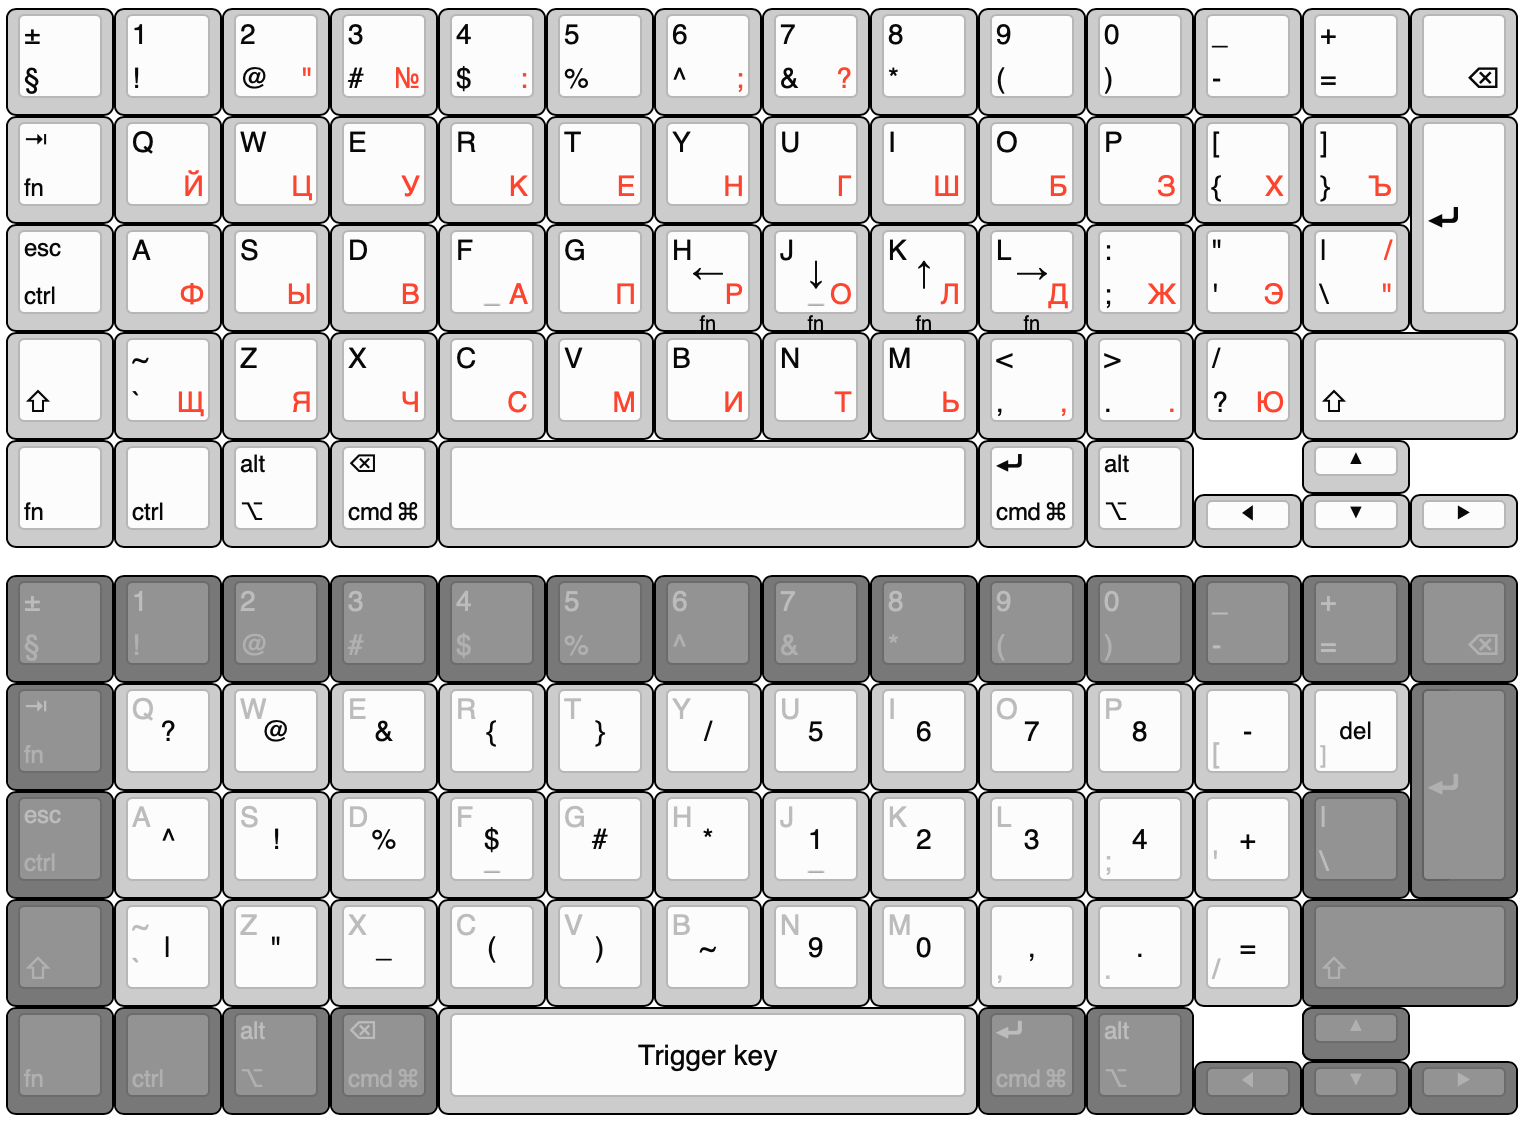 ± 1 2 3 4 5 6 7 8 9 0 _ +
§ ! @ " # № $ : % ^ ; & ? * ( ) - = ⌫
⇥ Q W E R T Y U I O P [ ]
fn Й Ц У К Е Н Г Ш Б З { Х } Ъ
↵
esc A S D F G H ← J ↓ K ↑ L → : " | /
ctrl Ф Ы В _ А П Р _ О Л Д ; Ж ' Э \ "
fn fn fn fn
~ Z X C V B N M < > /
⇧ ` Щ Я Ч С М И Т Ь , , . . ? Ю ⇧
alt ⌫ ↵ alt ▲
fn ctrl ⌥ cmd ⌘ cmd ⌘ ⌥ ◀ ▼ ▶
± 1 2 3 4 5 6 7 8 9 0 _ +
§ ! @ # $ % ^ & * ( ) - = ⌫
⇥ Q W E R T Y U I O P
? @ & { } / 5 6 7 8 - del
fn [ ]
↵
esc A S D F G H J K L |
^ ! % $ # * 1 2 3 4 +
ctrl _ _ ; ' \
~ Z X C V B N M
| " _ ( ) ~ 9 0 , . =
⇧ ` , . / ⇧
alt ⌫ ↵ alt ▲
Trigger key
fn ctrl ⌥ cmd ⌘ cmd ⌘ ⌥ ◀ ▼ ▶